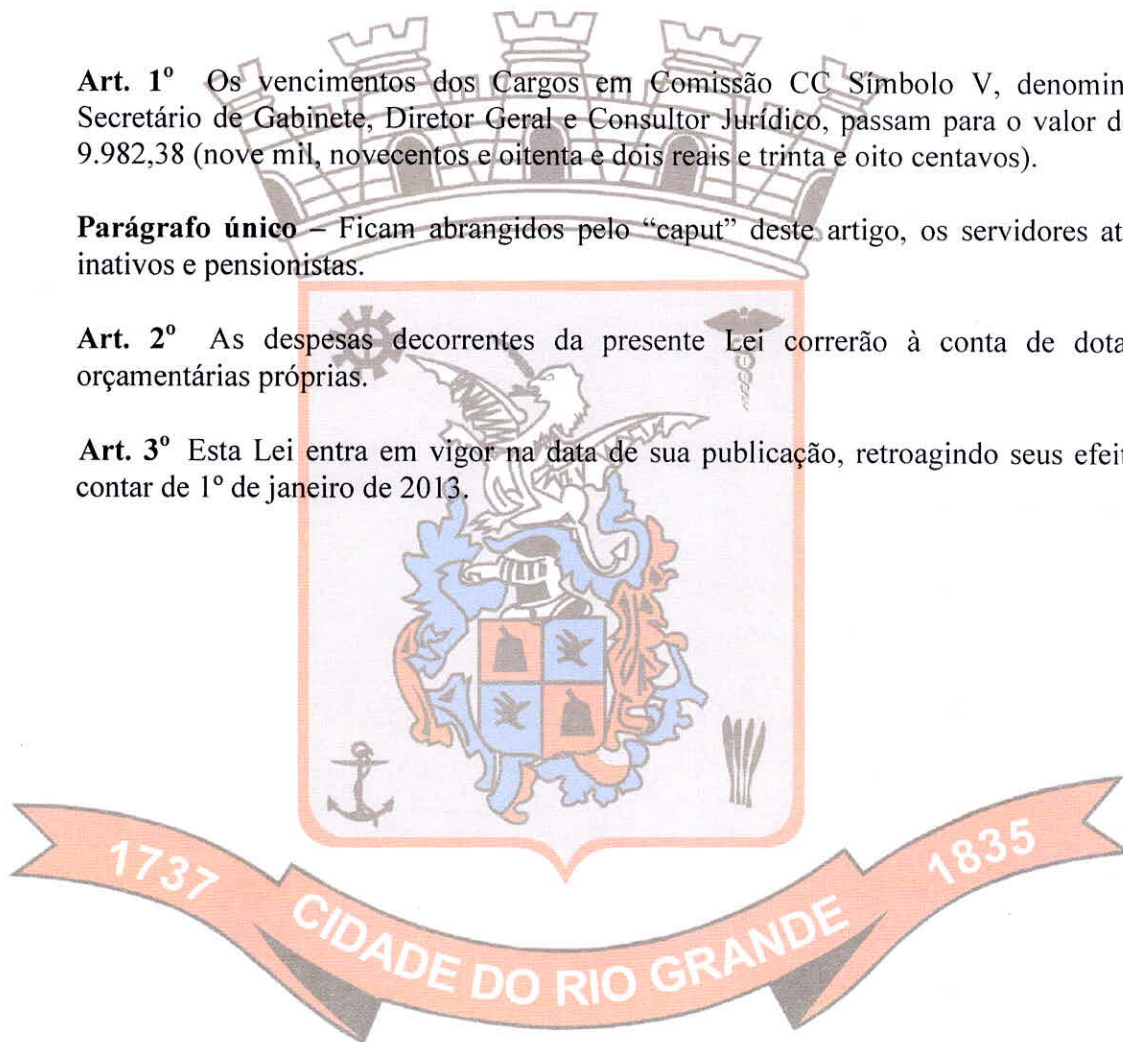 Art. 1º Os vencimentos dos Cargos em Comissão CC Símbolo V, denomin
Secretário de Gabinete, Diretor Geral e Consultor Jurídico, passam para o valor d
9.982,38 (nove mil, novecentos e oitenta e dois reais e trinta e oito centavos).
Parágrafo único – Ficam abrangidos pelo “caput” deste artigo, os servidores at
inativos e pensionistas.
Art. 2º As despesas decorrentes da presente Lei correrão à conta de dota
orçamentárias próprias.
Art. 3º Esta Lei entra em vigor na data de sua publicação, retroagindo seus efeit
contar de 1º de janeiro de 2013.
1737 CIDADE DO RIO GRANDE 1835